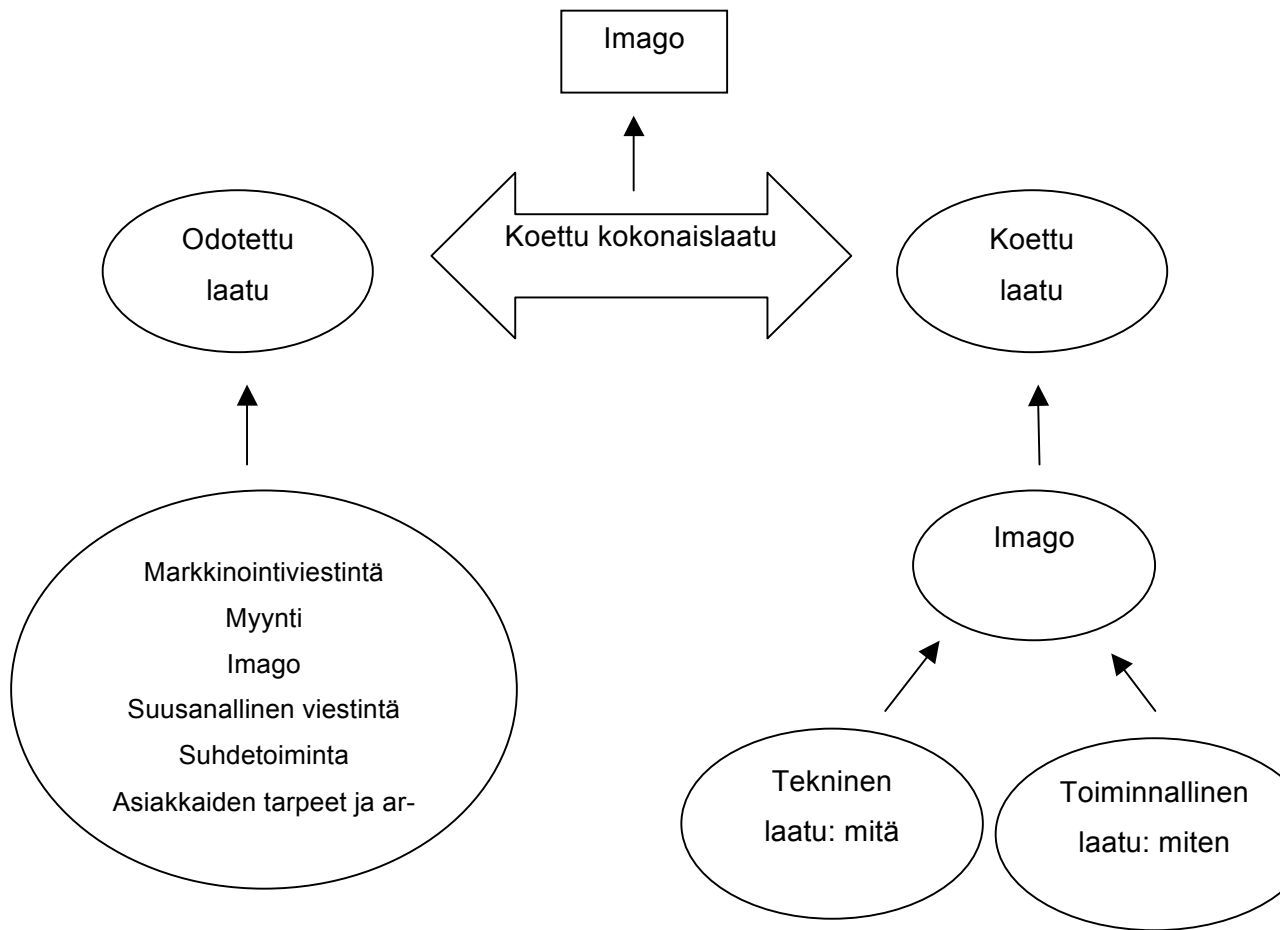 Imago
Odotettu
laatu
Koettu kokonaislaatu
Koettu
laatu
Markkinointiviestintä
Myynti
Imago
Suusanallinen viestintä
Suhdetoiminta
Asiakkaiden tarpeet ja ar-
Imago
Tekninen
laatu: mitä
Toiminnallinen
laatu: miten